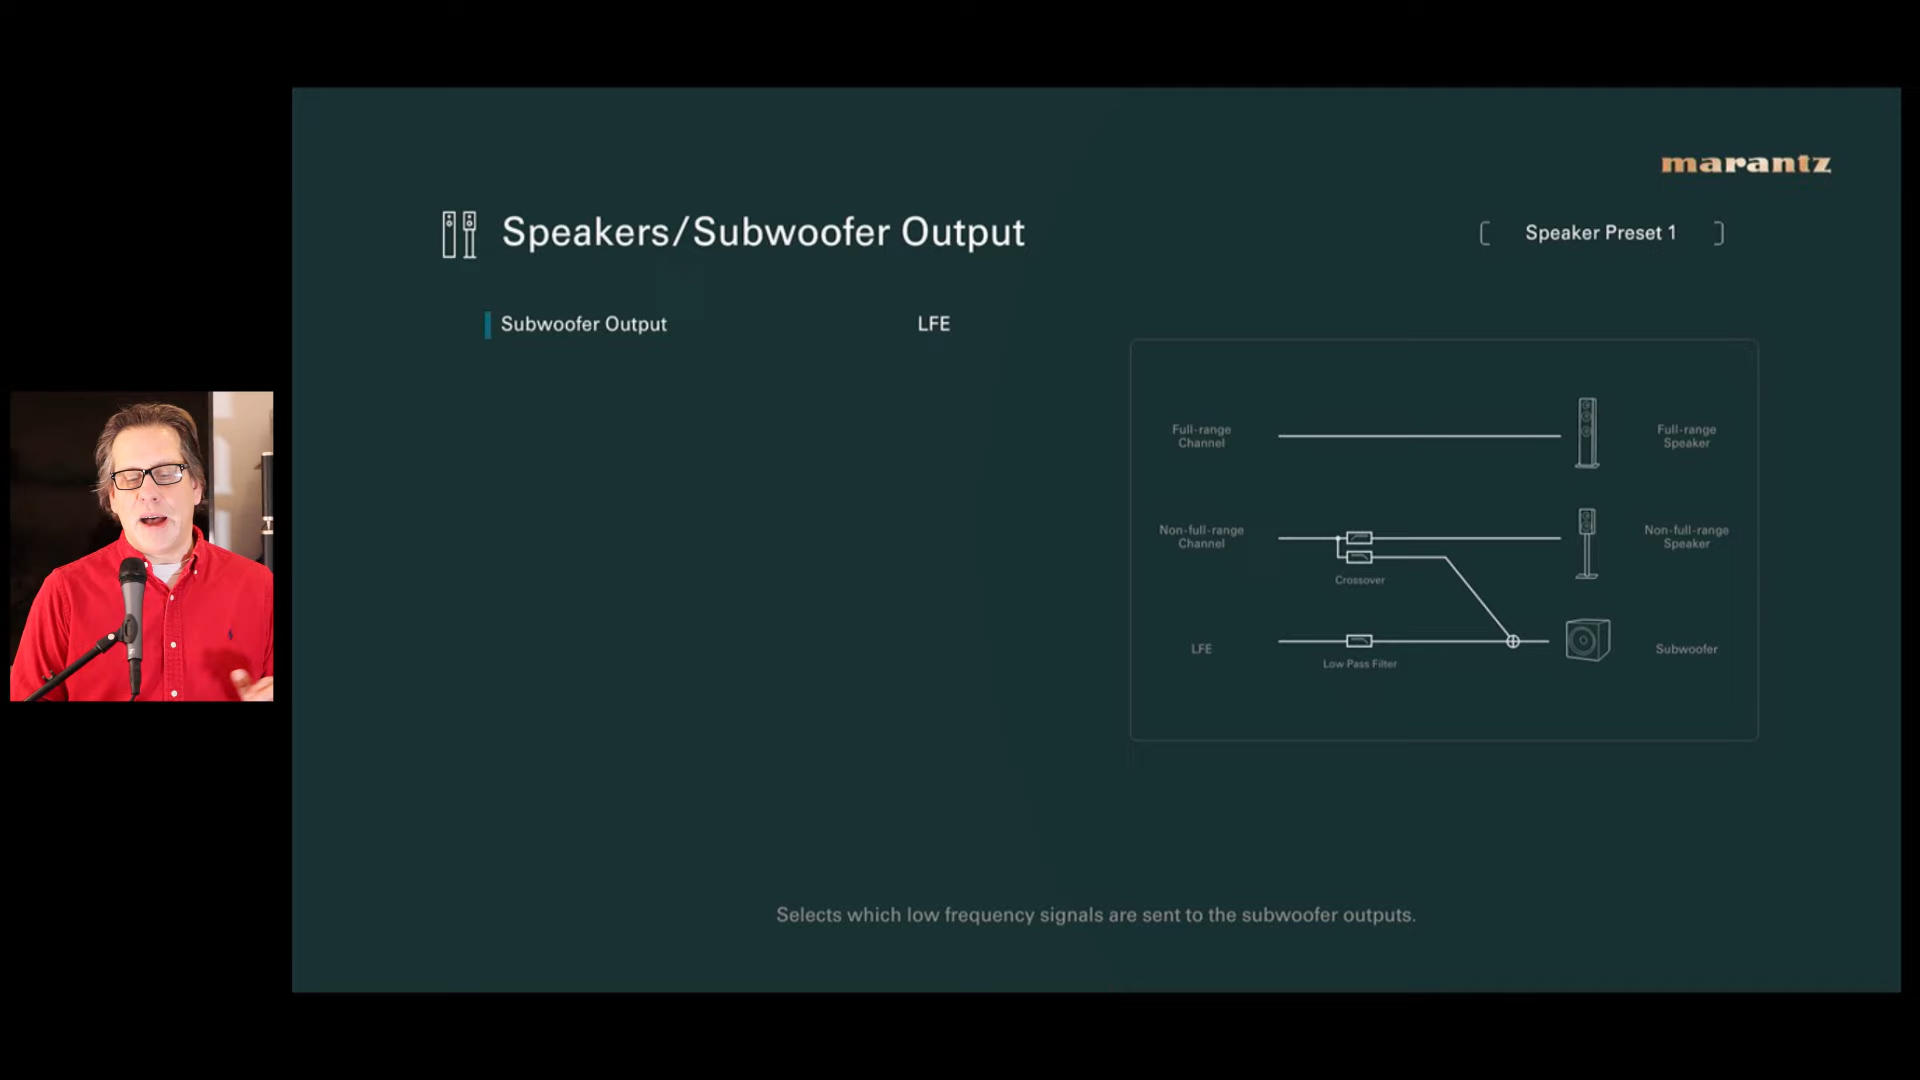 marantz
Speakers/Subwoofer Output
Speaker Preset 1
Subwoofer Output LFE
Full-range
Channel
Full-range
Speaker
Non-full-range
Channel
Non-full-range
Speaker
Crossover
LFE
Subwoofer
Low Pass Filter
Selects which low frequency signals are sent to the subwoofer outputs.